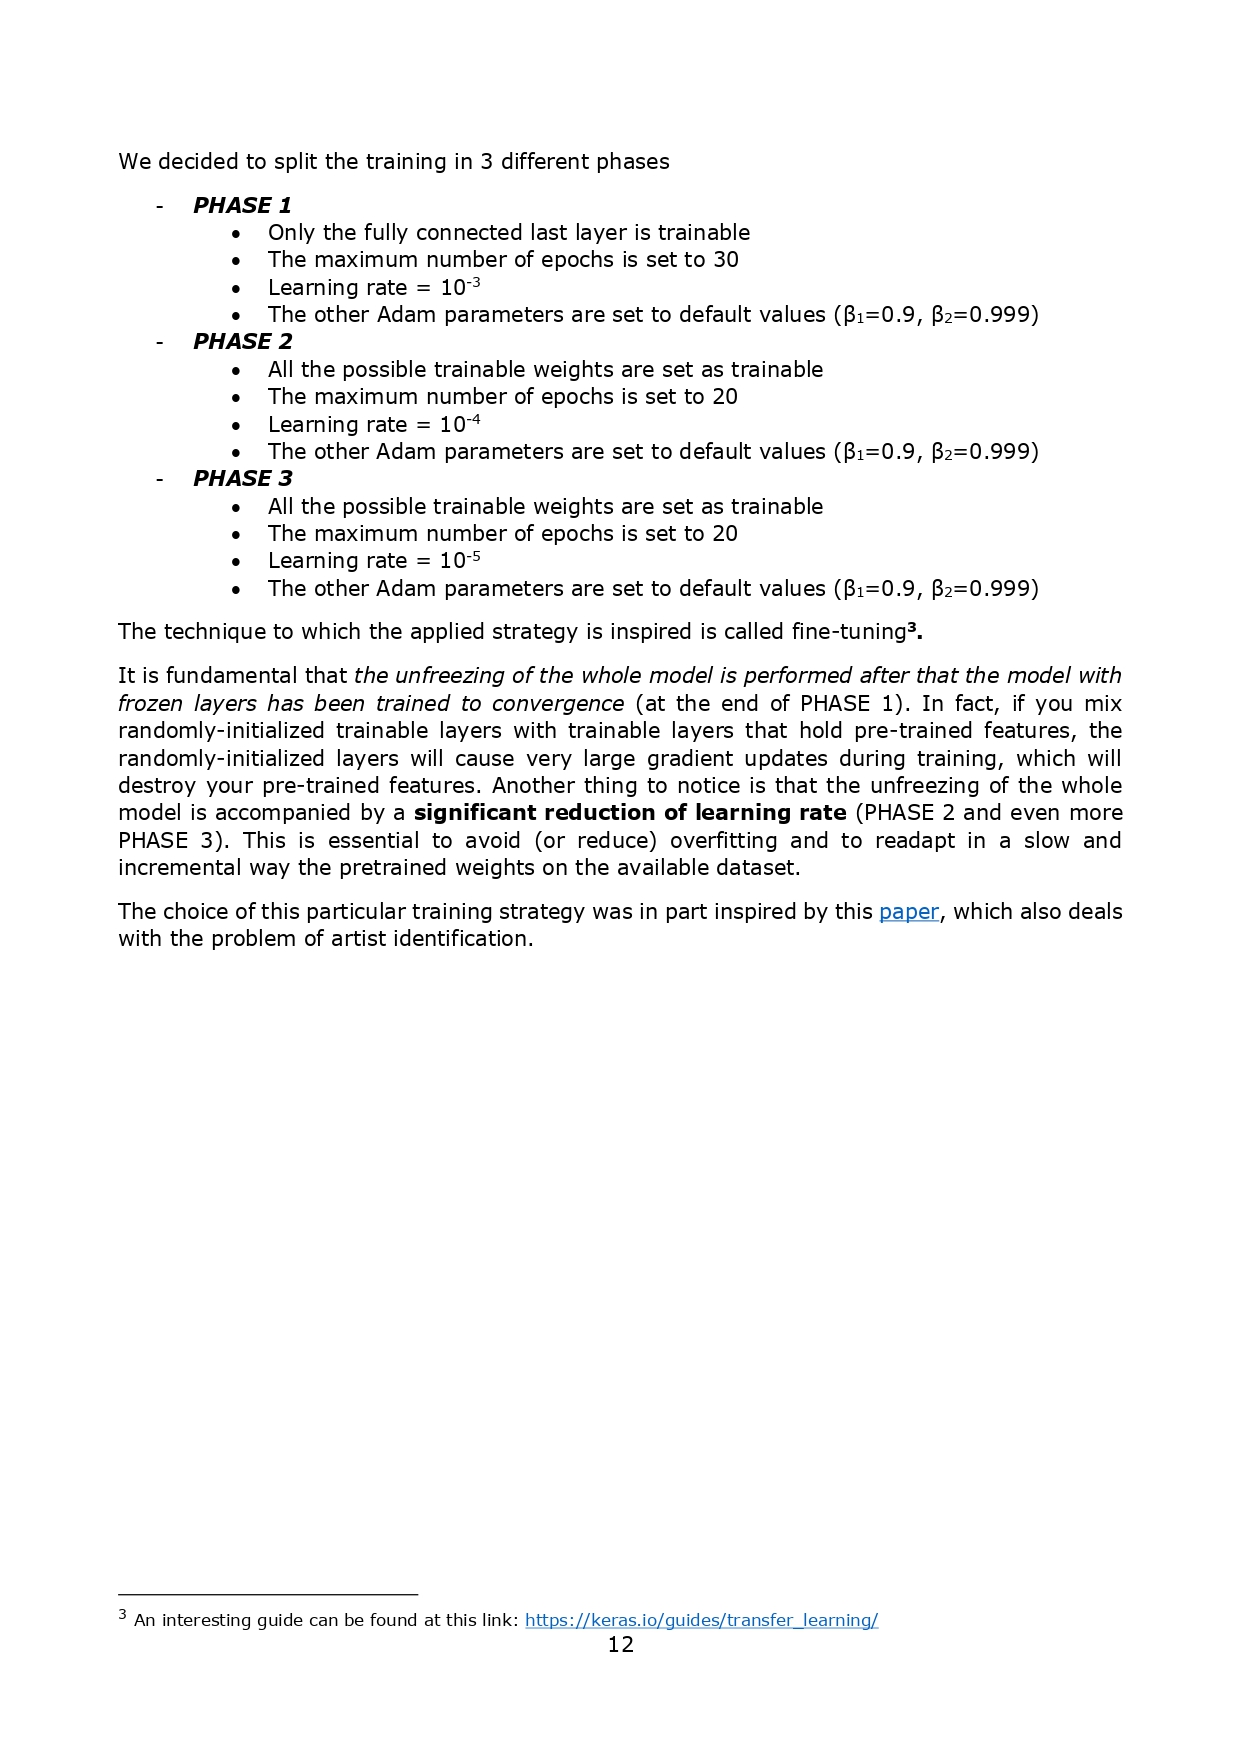 We decided to split the training in 3 different phases
- PHASE 1
• Only the fully connected last layer is trainable
• The maximum number of epochs is set to 30
• Learning rate = 10⁻³
• The other Adam parameters are set to default values (β₁=0.9, β₂=0.999)
- PHASE 2
• All the possible trainable weights are set as trainable
• The maximum number of epochs is set to 20
• Learning rate = 10⁻⁴
• The other Adam parameters are set to default values (β₁=0.9, β₂=0.999)
- PHASE 3
• All the possible trainable weights are set as trainable
• The maximum number of epochs is set to 20
• Learning rate = 10⁻⁵
• The other Adam parameters are set to default values (β₁=0.9, β₂=0.999)
The technique to which the applied strategy is inspired is called fine-tuning³.
It is fundamental that the unfreezing of the whole model is performed after that the model with
frozen layers has been trained to convergence (at the end of PHASE 1). In fact, if you mix
randomly-initialized trainable layers with trainable layers that hold pre-trained features, the
randomly-initialized layers will cause very large gradient updates during training, which will
destroy your pre-trained features. Another thing to notice is that the unfreezing of the whole
model is accompanied by a significant reduction of learning rate (PHASE 2 and even more
PHASE 3). This is essential to avoid (or reduce) overfitting and to readapt in a slow and
incremental way the pretrained weights on the available dataset.
The choice of this particular training strategy was in part inspired by this paper, which also deals
with the problem of artist identification.
³ An interesting guide can be found at this link: https://keras.io/guides/transfer_learning/
12